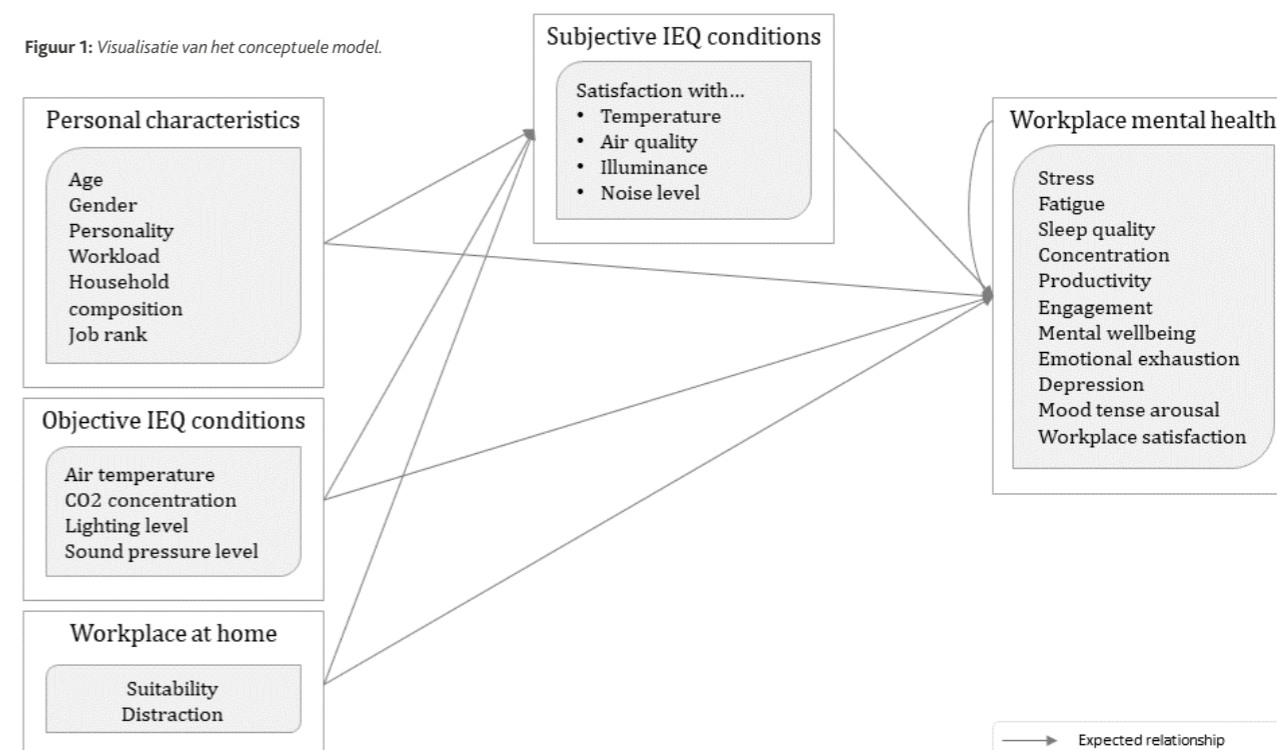 Figuur 1: Visualisatie van het conceptuele model.
Personal characteristics
Age
Gender
Personality
Workload
Household
composition
Job rank
Objective IEQ conditions
Air temperature
CO2 concentration
Lighting level
Sound pressure level
Workplace at home
Suitability
Distraction
Subjective IEQ conditions
Satisfaction with...
• Temperature
• Air quality
• Illuminance
• Noise level
Workplace mental health
Stress
Fatigue
Sleep quality
Concentration
Productivity
Engagement
Mental wellbeing
Emotional exhaustion
Depression
Mood tense arousal
Workplace satisfaction
Expected relationship